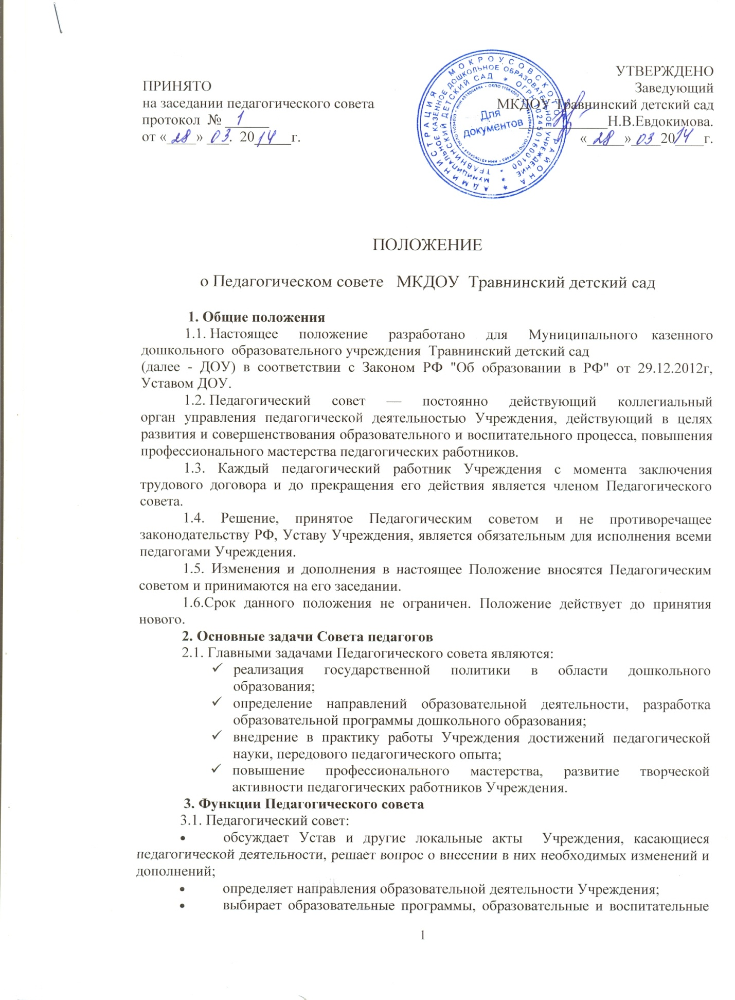 ПРИНЯТО
на заседании педагогического совета
протокол № 1
от «28» 03. 2014г.
УТВЕРЖДЕНО
Заведующий
МКДОУ Травнинский детский сад
Н.В.Евдокимова.
«28» 03 2014 г.
АДМИНИСТРАЦИЯ МОКРОУСОВСКОГО РАЙОНА
МУНИЦИПАЛЬНОЕ КАЗЕННОЕ ДОШКОЛЬНОЕ ОБРАЗОВАТЕЛЬНОЕ УЧРЕЖДЕНИЕ
ТРАВНИНСКИЙ ДЕТСКИЙ САД * ОГРН 1024501600100
Для
документов
ПОЛОЖЕНИЕ
о Педагогическом совете МКДОУ Травнинский детский сад
1. Общие положения
1.1. Настоящее положение разработано для Муниципального казенного
дошкольного образовательного учреждения Травнинский детский сад
(далее - ДОУ) в соответствии с Законом РФ "Об образовании в РФ" от 29.12.2012г,
Уставом ДОУ.
1.2. Педагогический совет — постоянно действующий коллегиальный
орган управления педагогической деятельностью Учреждения, действующий в целях
развития и совершенствования образовательного и воспитательного процесса, повышения
профессионального мастерства педагогических работников.
1.3. Каждый педагогический работник Учреждения с момента заключения
трудового договора и до прекращения его действия является членом Педагогического
совета.
1.4. Решение, принятое Педагогическим советом и не противоречащее
законодательству РФ, Уставу Учреждения, является обязательным для исполнения всеми
педагогами Учреждения.
1.5. Изменения и дополнения в настоящее Положение вносятся Педагогическим
советом и принимаются на его заседании.
1.6.Срок данного положения не ограничен. Положение действует до принятия
нового.
2. Основные задачи Совета педагогов
2.1. Главными задачами Педагогического совета являются:
✓ реализация государственной политики в области дошкольного
образования;
✓ определение направлений образовательной деятельности, разработка
образовательной программы дошкольного образования;
✓ внедрение в практику работы Учреждения достижений педагогической
науки, передового педагогического опыта;
✓ повышение профессионального мастерства, развитие творческой
активности педагогических работников Учреждения.
3. Функции Педагогического совета
3.1. Педагогический совет:
• обсуждает Устав и другие локальные акты Учреждения, касающиеся
педагогической деятельности, решает вопрос о внесении в них необходимых изменений и
дополнений;
• определяет направления образовательной деятельности Учреждения;
• выбирает образовательные программы, образовательные и воспитательные
1